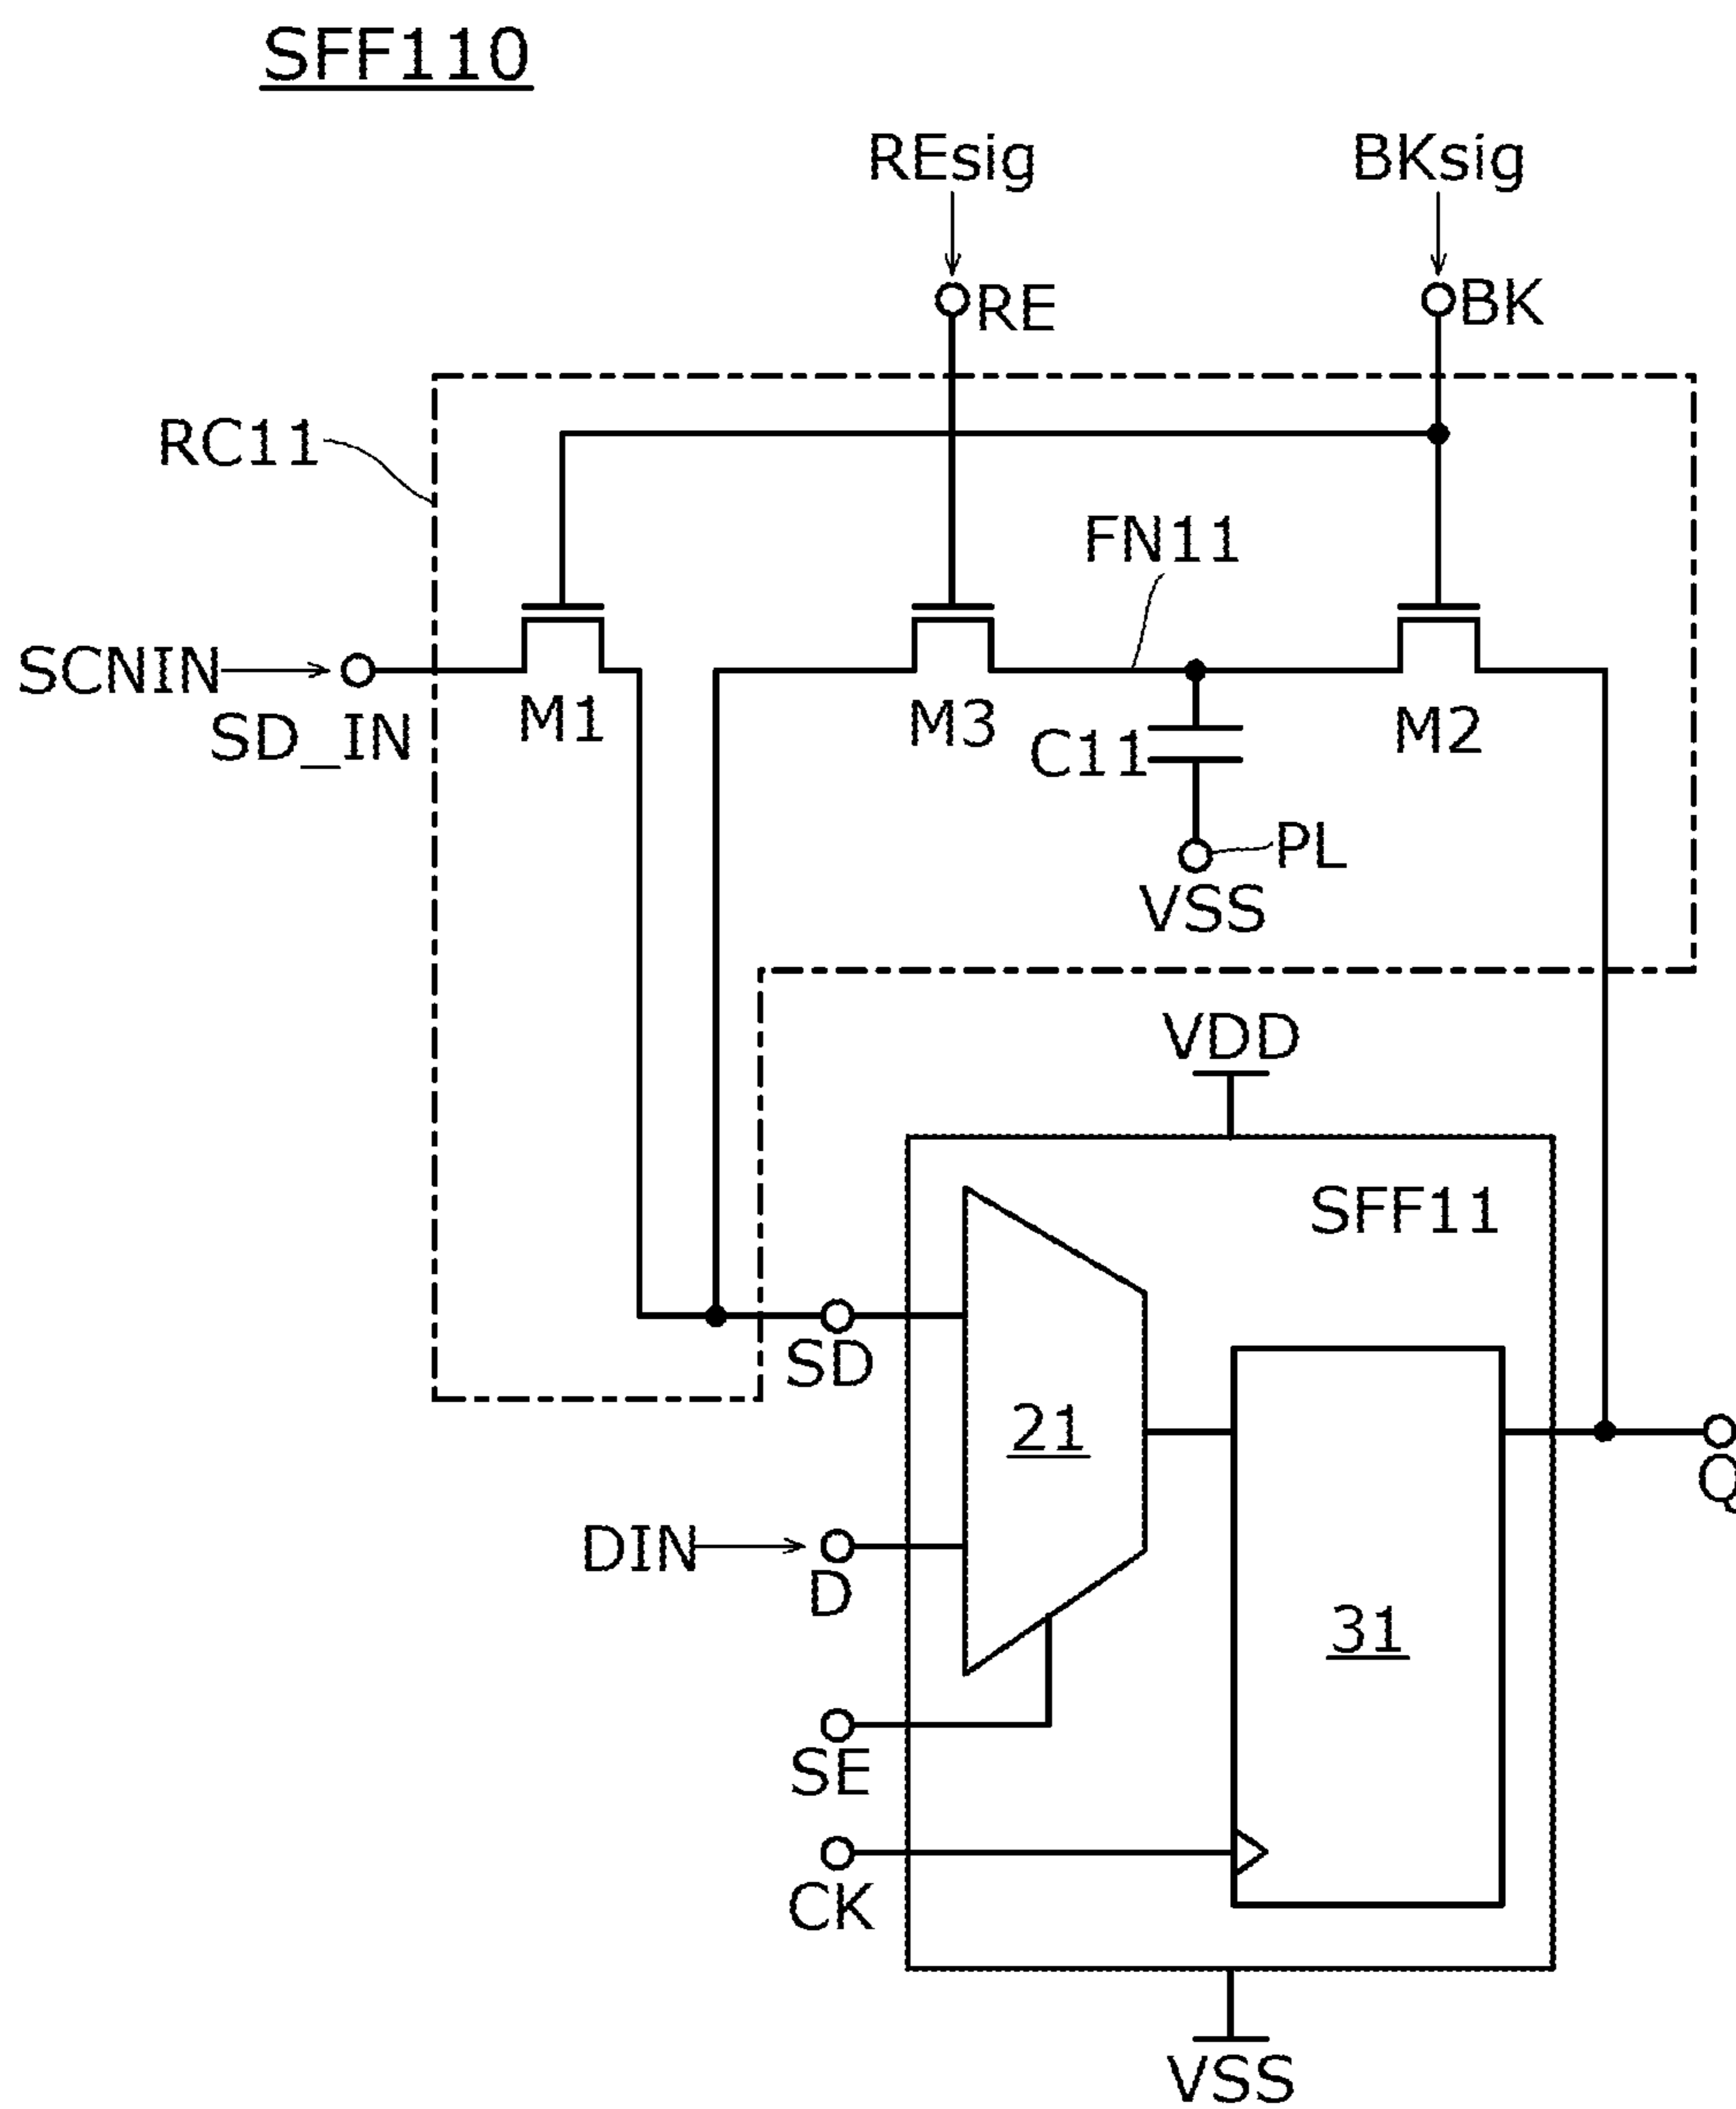 SFF110
REsig
BKsig
RE
BK
RC11
FN11
SCNIN
SD_IN
M1
M3
C11
M2
PL
VSS
VDD
SFF11
SD
21
Q
DIN
D
31
SE
CK
VSS